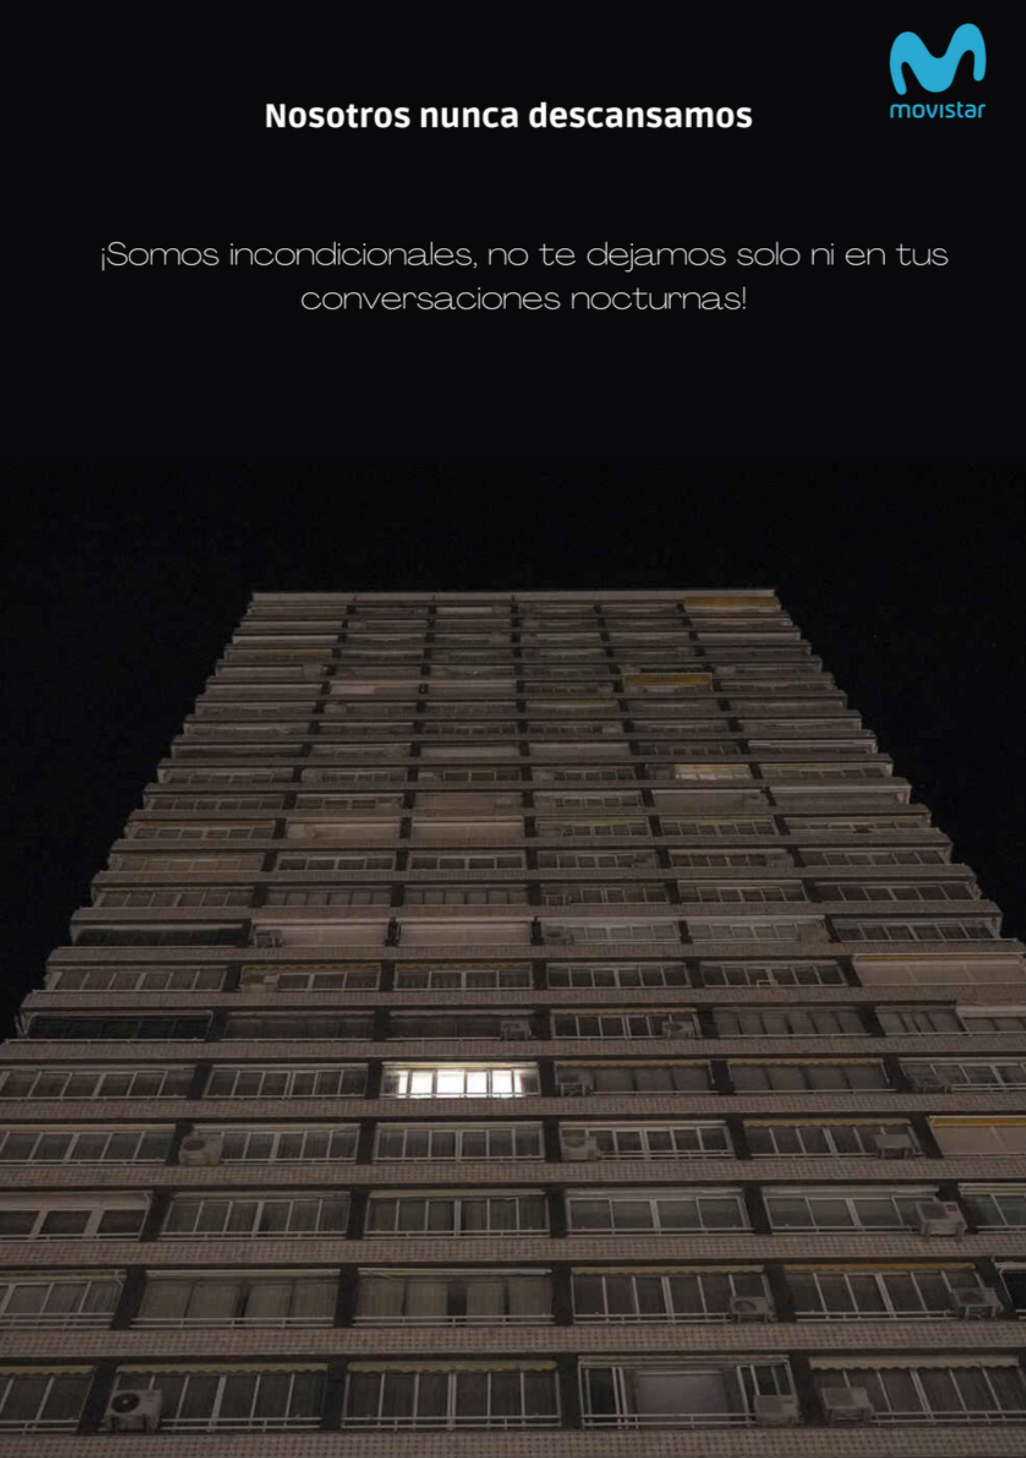 movistar
Nosotros nunca descansamos
¡Somos incondicionales, no te dejamos solo ni en tus
conversaciones nocturnas!